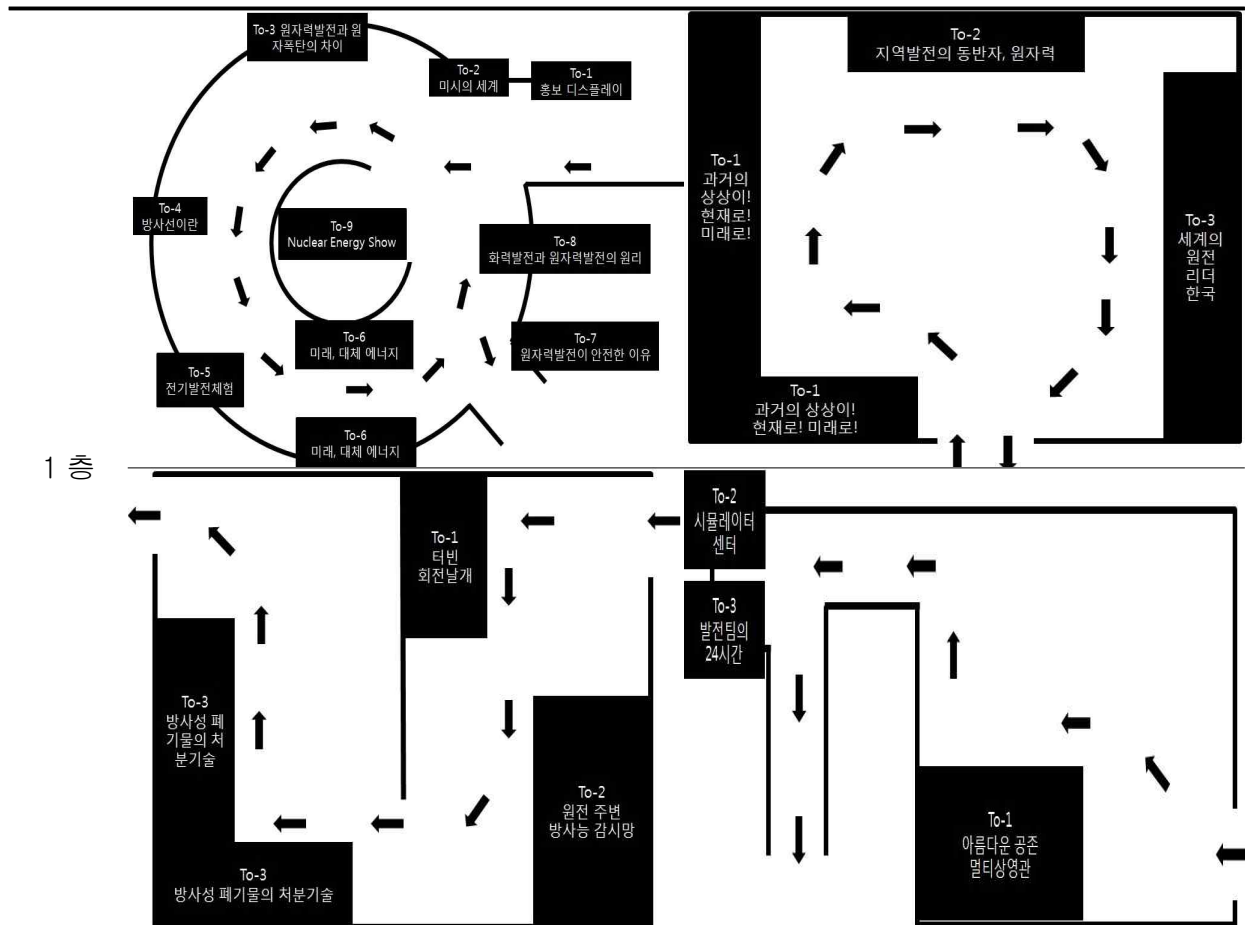 To-3 원자력발전과 원
자폭탄의 차이
To-2
미시의 세계
To-1
홍보 디스플레이
To-4
방사선이란
To-9
Nuclear Energy Show
To-8
화력발전과 원자력발전의 원리
To-6
미래, 대체 에너지
To-7
원자력발전이 안전한 이유
To-5
전기발전체험
To-6
미래, 대체 에너지
To-2
지역발전의 동반자, 원자력
To-1
과거의
상상이!
현재로!
미래로!
To-3
세계의
원전
리더
한국
To-1
과거의 상상이!
현재로! 미래로!
1 층
To-1
터빈
회전날개
To-3
방사성 폐
기물의 처
분기술
To-2
원전 주변
방사능 감시망
To-3
방사성 폐기물의 처분기술
To-2
시뮬레이터
센터
To-3
발전팀의
24시간
To-1
아름다운 공존
멀티상영관